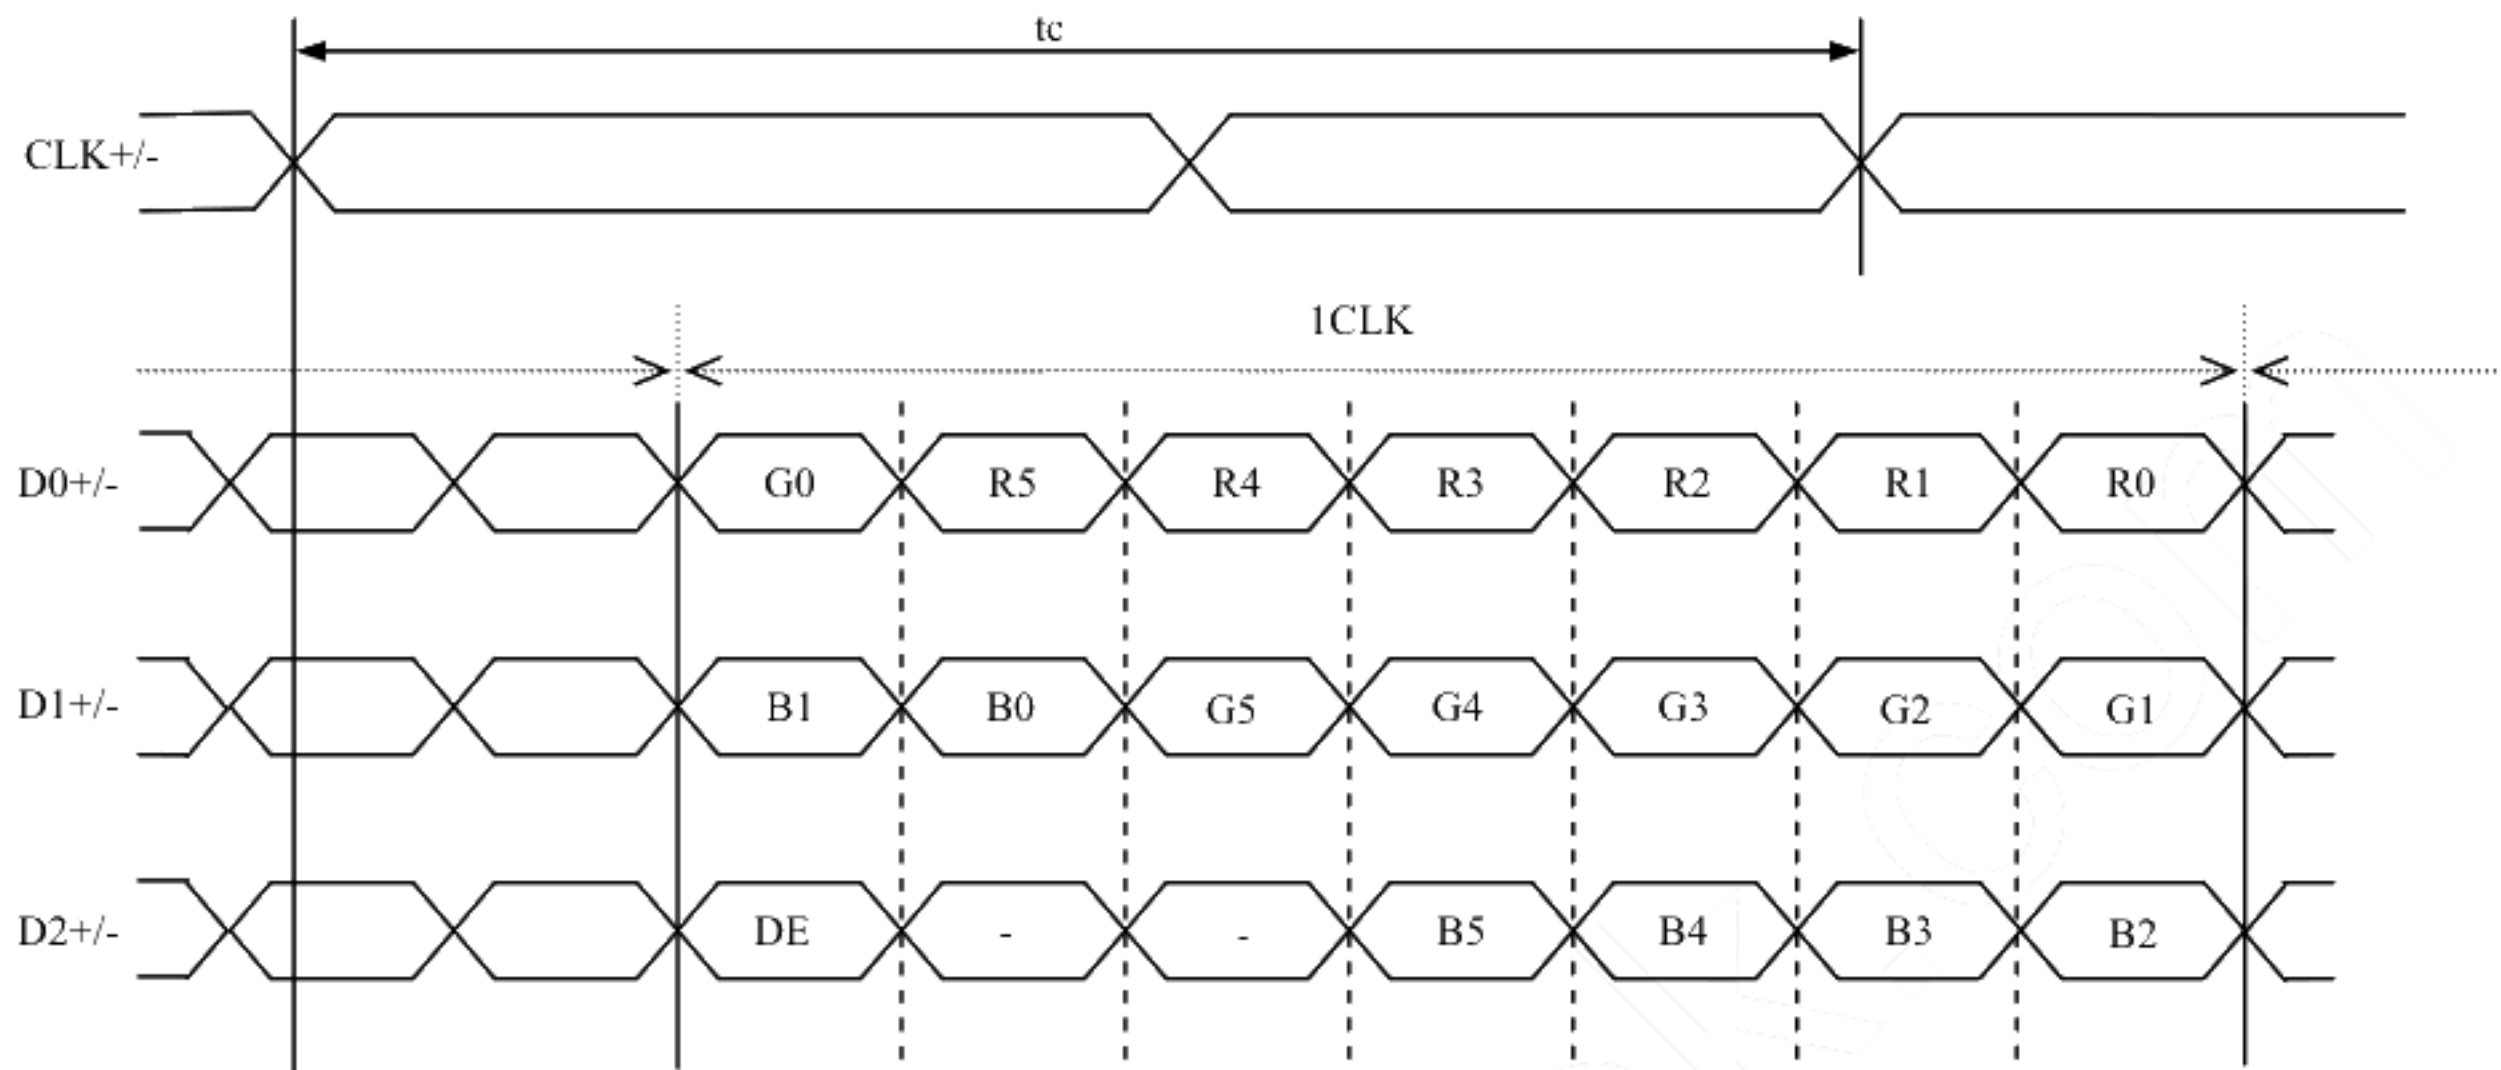 tc
CLK+/-
1CLK
D0+/- G0 R5 R4 R3 R2 R1 R0
D1+/- B1 B0 G5 G4 G3 G2 G1
D2+/- DE - - B5 B4 B3 B2